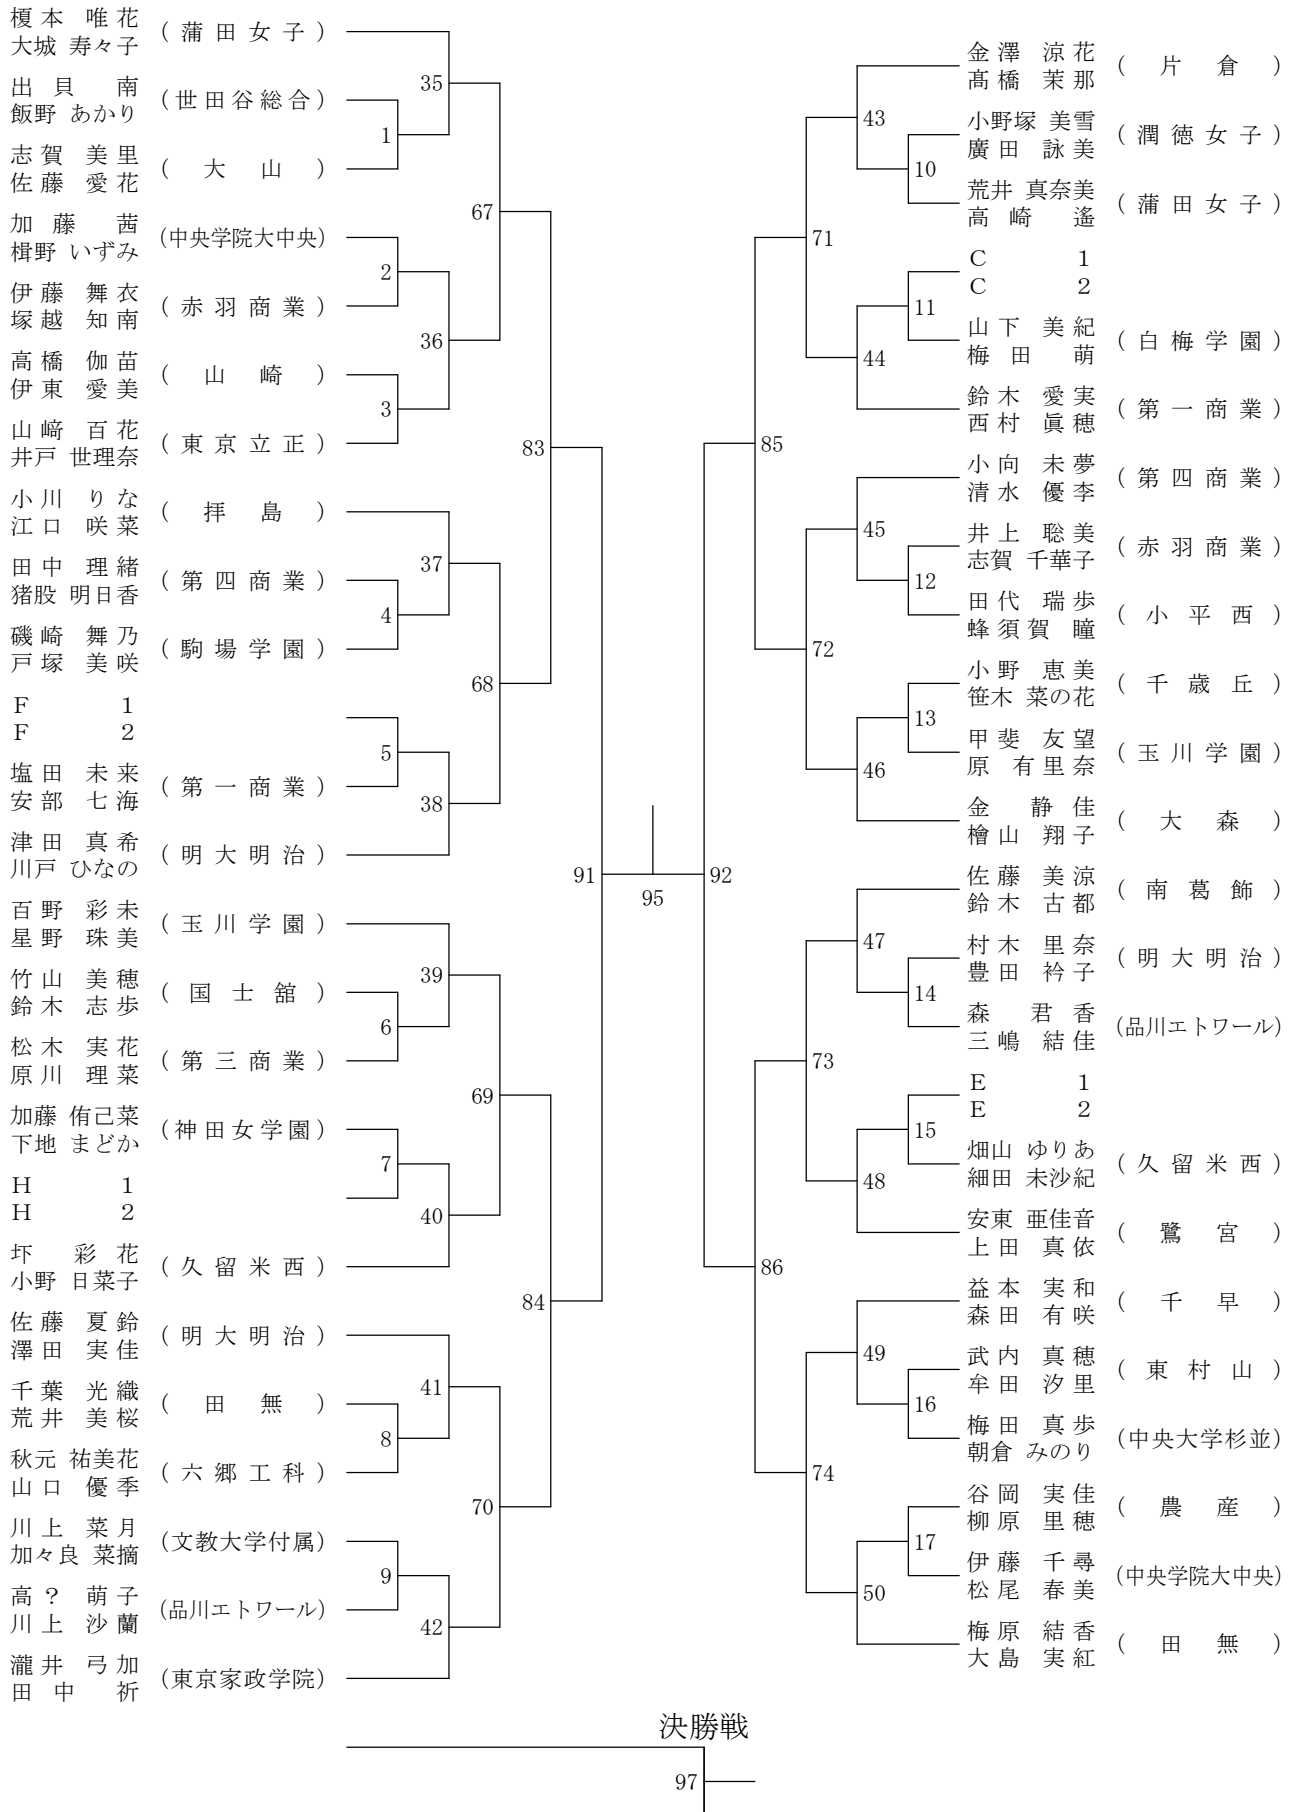 榎本 唯花
大城 寿々子
(蒲田女子)
出貝 南
飯野 あかり
(世田谷総合)
志賀 美里
佐藤 愛花
(大山)
加藤 茜
楫野 いずみ
(中央学院大中央)
伊藤 舞衣
塚越 知南
(赤羽商業)
高橋 伽苗
伊東 愛美
(山崎)
山﨑 百花
井戸 世理奈
(東京立正)
小川 りな
江口 咲菜
(拝島)
田中 理緒
猪股 明日香
(第四商業)
磯崎 舞乃
戸塚 美咲
(駒場学園)
F 1
F 2
塩田 未来
安部 七海
(第一商業)
津田 真希
川戸 ひなの
(明大明治)
百野 彩未
星野 珠美
(玉川学園)
竹山 美穂
鈴木 志歩
(国士舘)
松木 実花
原川 理菜
(第三商業)
加藤 侑己菜
下地 まどか
(神田女学園)
H 1
H 2
坏 彩花
小野 日菜子
(久留米西)
佐藤 夏鈴
澤田 実佳
(明大明治)
千葉 光織
荒井 美桜
(田無)
秋元 祐美花
山口 優季
(六郷工科)
川上 菜月
加々良 菜摘
(文教大学付属)
高? 萌子
川上 沙蘭
(品川エトワール)
瀧井 弓加
田中 祈
(東京家政学院)
35
1
67
2
36
3
83
37
4
68
5
38
91
39
6
69
7
40
84
41
8
70
9
42
95
92
金澤 涼花
髙橋 茉那
(片倉)
小野塚 美雪
廣田 詠美
(潤徳女子)
荒井 真奈美
高崎 遙
(蒲田女子)
C 1
C 2
山下 美紀
梅田 萌
(白梅学園)
鈴木 愛実
西村 眞穂
(第一商業)
小向 未夢
清水 優李
(第四商業)
井上 聡美
志賀 千華子
(赤羽商業)
田代 瑞歩
蜂須賀 瞳
(小平西)
小野 恵美
笹木 菜の花
(千歳丘)
甲斐 友望
原 有里奈
(玉川学園)
金 静佳
檜山 翔子
(大森)
佐藤 美涼
鈴木 古都
(南葛飾)
村木 里奈
豊田 衿子
(明大明治)
森 君香
三嶋 結佳
(品川エトワール)
E 1
E 2
畑山 ゆりあ
細田 未沙紀
(久留米西)
安東 亜佳音
上田 真依
(鷺宮)
益本 実和
森田 有咲
(千早)
武内 真穂
牟田 汐里
(東村山)
梅田 真歩
朝倉 みのり
(中央大学杉並)
谷岡 実佳
柳原 里穂
(農産)
伊藤 千尋
松尾 春美
(中央学院大中央)
梅原 結香
大島 実紅
(田無)
43
10
71
11
44
85
45
12
72
13
46
47
14
73
15
48
86
49
16
74
17
50
決勝戦
97